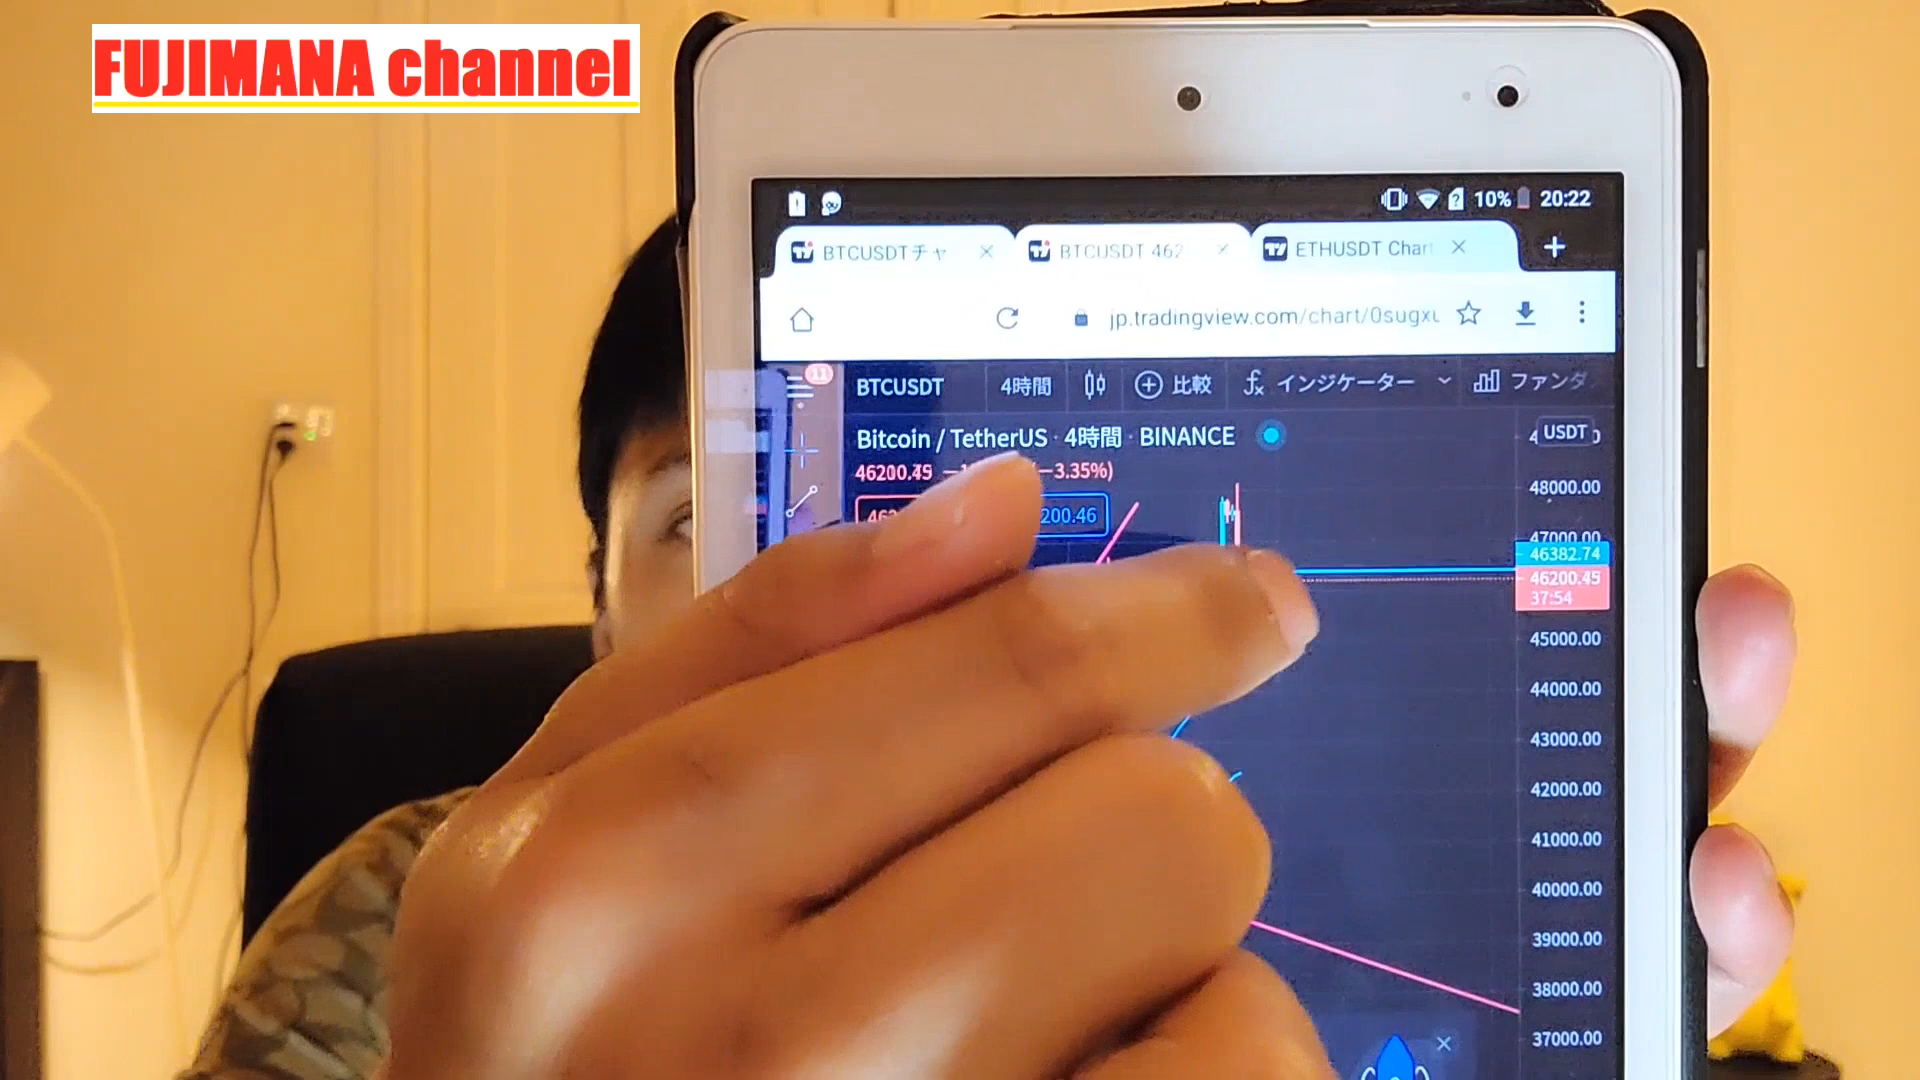 FUJIMANA channel
10% 20:22
BTCUSDTチャ
BTCUSDT 462
ETHUSDT Char
jp.tradingview.com/chart/0sugxu
11
BTCUSDT 4時間 比較 fx インジケーター ファンダ
Bitcoin / TetherUS · 4時間 · BINANCE
USDT
46200.45 (−3.35%)
48000.00
462
200.46
47000.00
46382.74
46200.45
37:54
45000.00
44000.00
43000.00
42000.00
41000.00
40000.00
39000.00
38000.00
37000.00